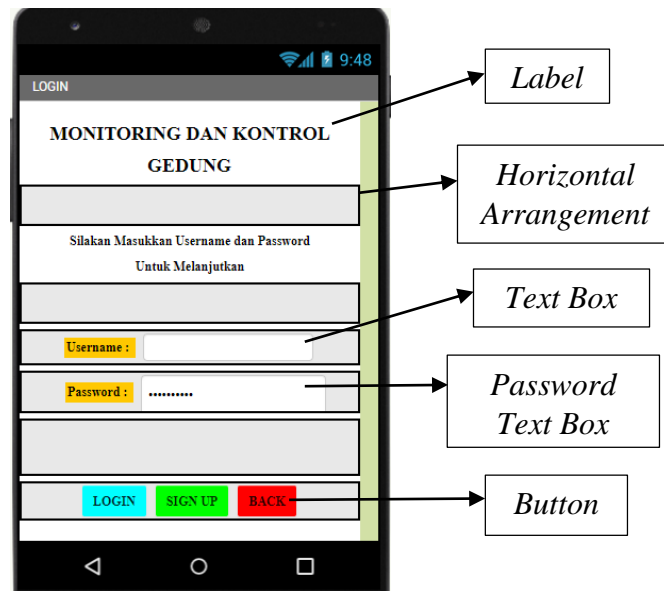 9:48
LOGIN
MONITORING DAN KONTROL
GEDUNG
Silakan Masukkan Username dan Password
Untuk Melanjutkan
Username :
Password : ••••••••••
LOGIN SIGN UP BACK
Label
Horizontal
Arrangement
Text Box
Password
Text Box
Button